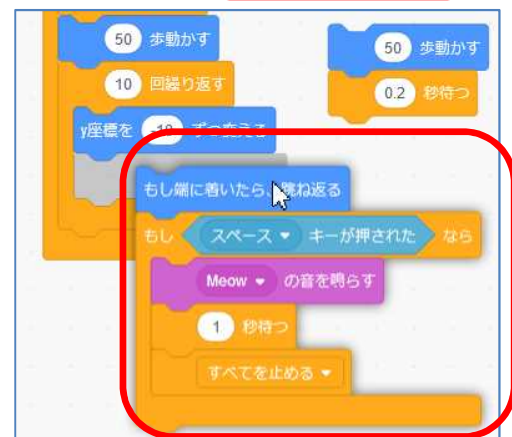 50 歩動かす
10 回繰り返す
y座標を -10 ずつ変える
50 歩動かす
0.2 秒待つ
もし端に着いたら、跳ね返る
もし スペース キーが押された なら
Meow の音を鳴らす
1 秒待つ
すべてを止める